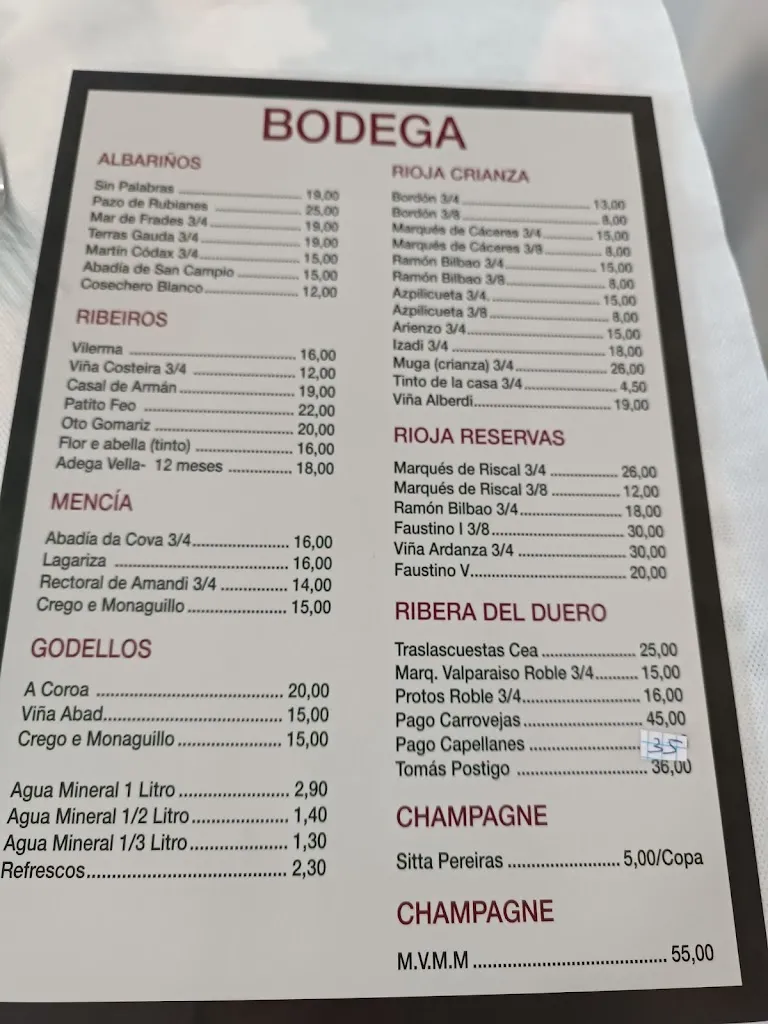 BODEGA
ALBARIÑOS
Sin Palabras ........................ 19,00
Pazo de Rubianes ........................ 25,00
Mar de Frades 3/4 ........................ 19,00
Terras Gauda 3/4 ........................ 19,00
Martín Códax 3/4 ........................ 15,00
Abadía de San Campio ........................ 15,00
Cosechero Blanco ........................ 12,00
RIBEIROS
Vilerma ........................ 16,00
Viña Costeira 3/4 ........................ 12,00
Casal de Armán ........................ 19,00
Patito Feo ........................ 22,00
Oto Gomariz ........................ 20,00
Flor e abella (tinto) ........................ 16,00
Adega Vella- 12 meses ................ 18,00
MENCÍA
Abadia da Cova 3/4 ........................ 16,00
Lagariza ........................ 16,00
Rectoral de Amandi 3/4 ................ 14,00
Crego e Monaguillo ........................ 15,00
GODELLOS
A Coroa ........................ 20,00
Viña Abad ........................ 15,00
Crego e Monaguillo ........................ 15,00
Agua Mineral 1 Litro ........................ 2,90
Agua Mineral 1/2 Litro ........................ 1,40
Agua Mineral 1/3 Litro ........................ 1,30
Refrescos ........................ 2,30
RIOJA CRIANZA
Bordón 3/4 ........................ 13,00
Bordón 3/8 ........................ 8,00
Marqués de Cáceres 3/4 ................ 15,00
Marqués de Cáceres 3/8 ................ 8,00
Ramón Bilbao 3/4 ........................ 15,00
Ramón Bilbao 3/8 ........................ 8,00
Azpilicueta 3/4. ........................ 15,00
Azpilicueta 3/8 ........................ 8,00
Arienzo 3/4 ........................ 15,00
Izadi 3/4 ........................ 18,00
Muga (crianza) 3/4 ........................ 26,00
Tinto de la casa 3/4 ........................ 4,50
Viña Alberdi ........................ 19,00
RIOJA RESERVAS
Marqués de Riscal 3/4 ................ 26,00
Marqués de Riscal 3/8 ................ 12,00
Ramón Bilbao 3/4 ........................ 18,00
Faustino I 3/8 ........................ 30,00
Viña Ardanza 3/4 ........................ 30,00
Faustino V ........................ 20,00
RIBERA DEL DUERO
Traslascuestas Cea ........................ 25,00
Marq. Valparaiso Roble 3/4 .......... 15,00
Protos Roble 3/4 ........................ 16,00
Pago Carrovejas ........................ 45,00
Pago Capellanes ........................ 35
Tomás Postigo ........................ 36,00
CHAMPAGNE
Sitta Pereiras ........................ 5,00/Copa
CHAMPAGNE
M.V.M.M ........................ 55,00